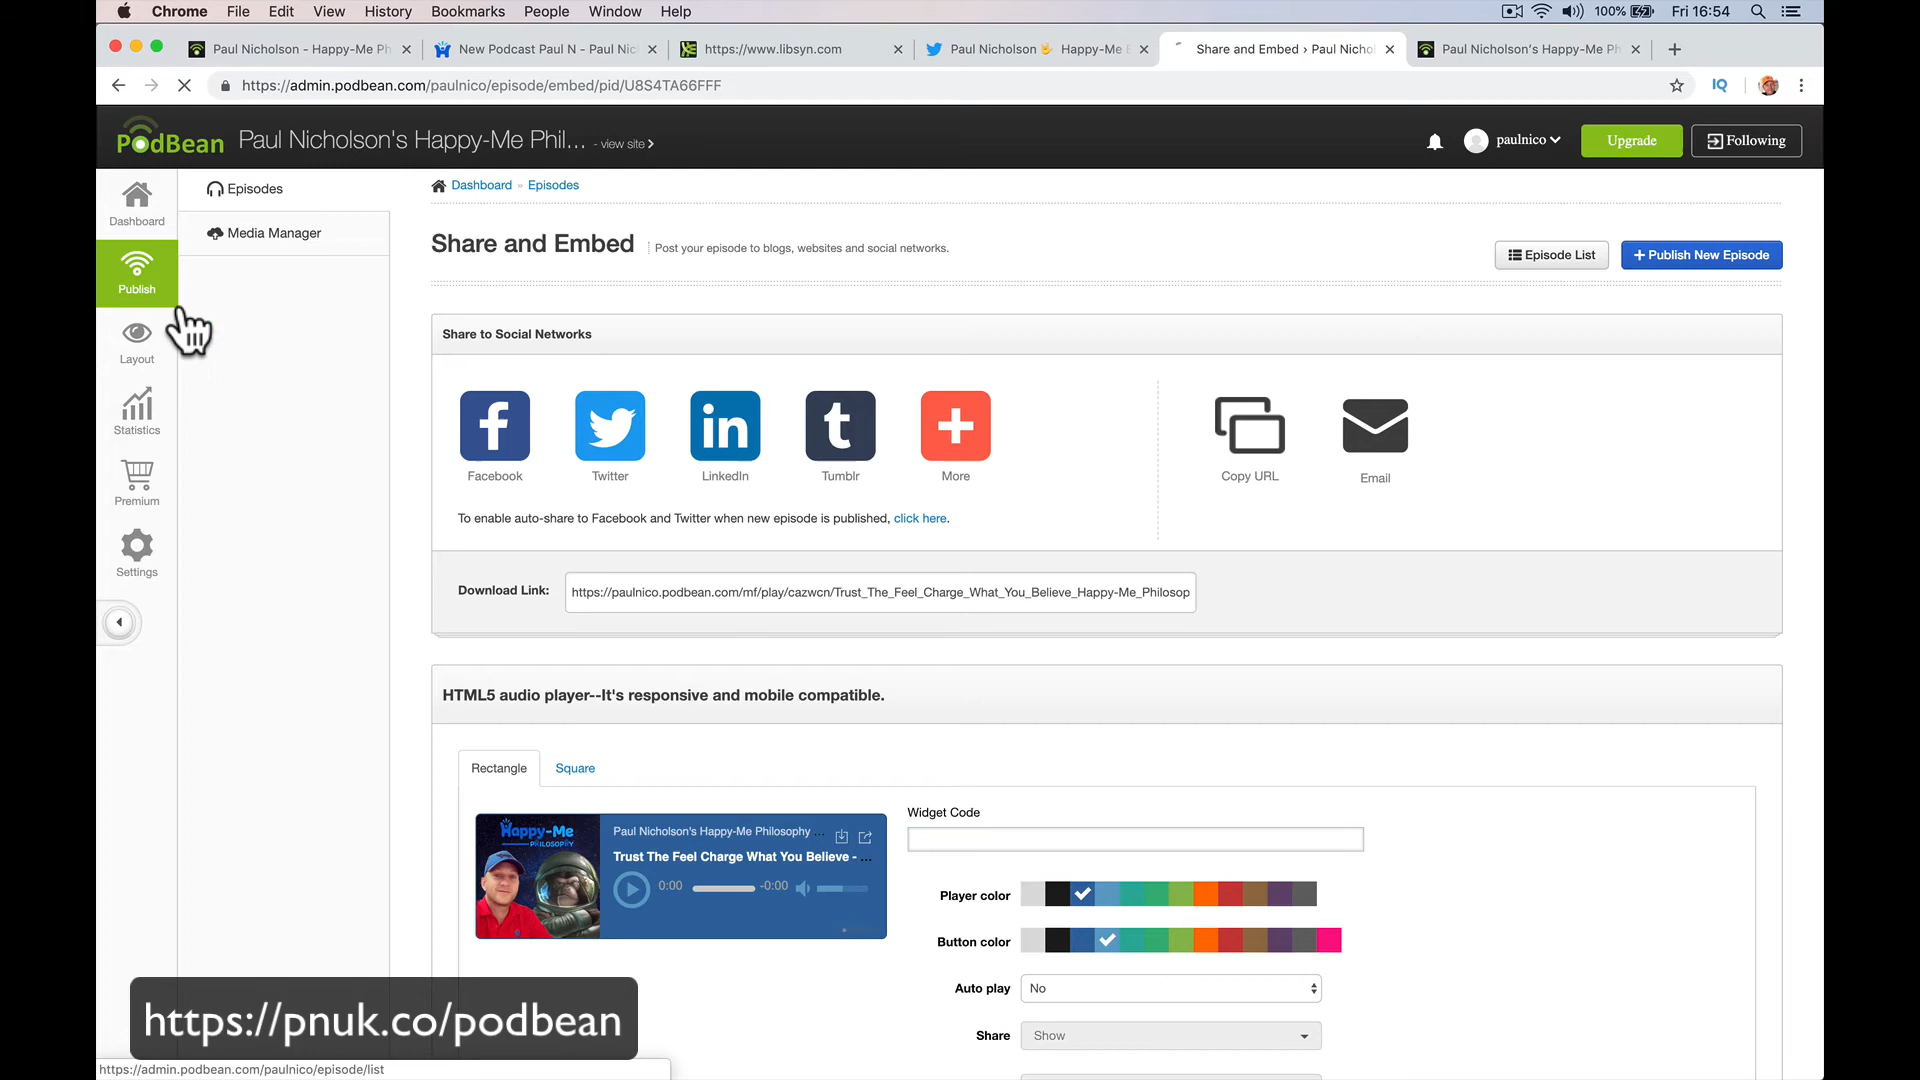 Chrome File Edit View History Bookmarks People Window Help 100% Fri 16:54
Paul Nicholson - Happy-Me Ph
New Podcast Paul N - Paul Nic
https://www.libsyn.com
Paul Nicholson🤟 Happy-Me
Share and Embed › Paul Nichol
Paul Nicholson's Happy-Me Ph
https://admin.podbean.com/paulnico/episode/embed/pid/U8S4TA66FFF
IQ
PodBean
Paul Nicholson's Happy-Me Phil... - view site
paulnico
Upgrade
Following
Dashboard
Publish
Layout
Statistics
Premium
Settings
Episodes
Media Manager
Dashboard » Episodes
Share and Embed
Post your episode to blogs, websites and social networks.
Episode List
+ Publish New Episode
Share to Social Networks
Facebook
Twitter
LinkedIn
Tumblr
More
Copy URL
Email
To enable auto-share to Facebook and Twitter when new episode is published, click here.
Download Link: https://paulnico.podbean.com/mf/play/cazwcn/Trust_The_Feel_Charge_What_You_Believe_Happy-Me_Philosop
HTML5 audio player--It's responsive and mobile compatible.
Rectangle
Square
Happy-Me
PHILOSOPHY
Paul Nicholson's Happy-Me Philosophy ...
Trust The Feel Charge What You Believe - ...
0:00 -0:00
Widget Code
Player color
Button color
Auto play No
Share Show
https://pnuk.co/podbean
https://admin.podbean.com/paulnico/episode/list